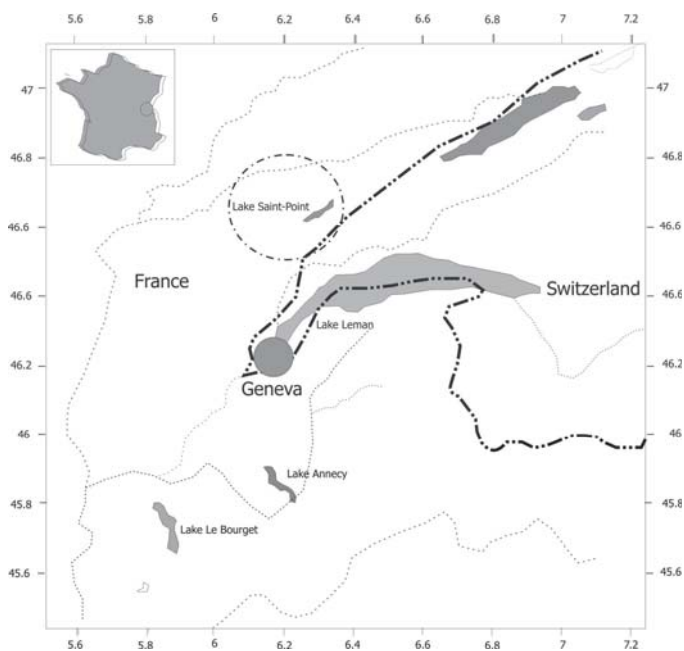 5.6 5.8 6 6.2 6.4 6.6 6.8 7 7.2
47 47
46.8 46.8
Lake Saint-Point
46.6 46.6
France
Switzerland
46.6 46.6
Lake Leman
46.2 46.2
Geneva
46 46
Lake Annecy
45.8 45.8
Lake Le Bourget
45.6 45.6
5.6 5.8 6 6.2 6.4 6.6 6.8 7 7.2